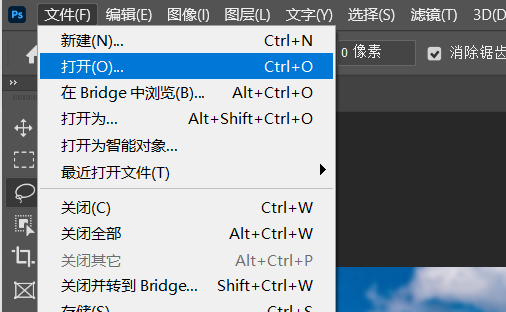 Ps 文件(F) 编辑(E) 图像(I) 图层(L) 文字(Y) 选择(S) 滤镜(T) 3D(D
新建(N)... Ctrl+N
打开(O)... Ctrl+O
0 像素 消除锯齿
在 Bridge 中浏览(B)... Alt+Ctrl+O
打开为... Alt+Shift+Ctrl+O
打开为智能对象...
最近打开文件(T)
关闭(C) Ctrl+W
关闭全部 Alt+Ctrl+W
关闭其它 Alt+Ctrl+P
关闭并转到 Bridge... Shift+Ctrl+W
存储(S) Ctrl+S